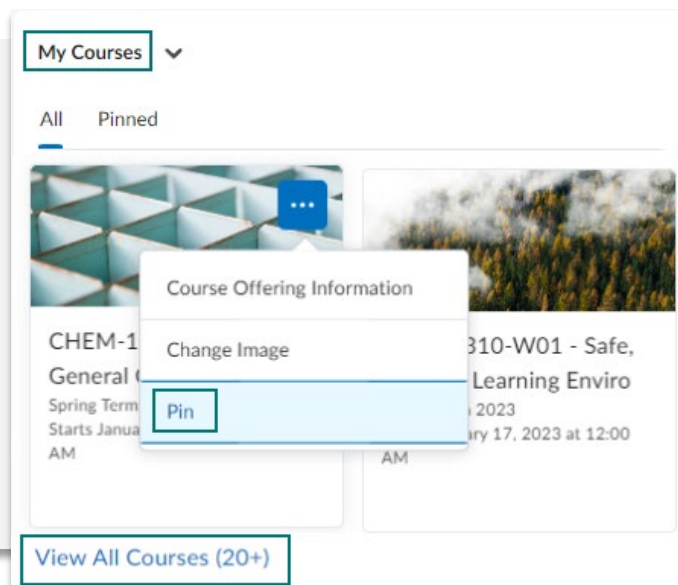 My Courses
All Pinned
Course Offering Information
Change Image
Pin
CHEM-1
General
Spring Term
Starts Janua
AM
310-W01 - Safe,
Learning Enviro
2023
ry 17, 2023 at 12:00
AM
View All Courses (20+)